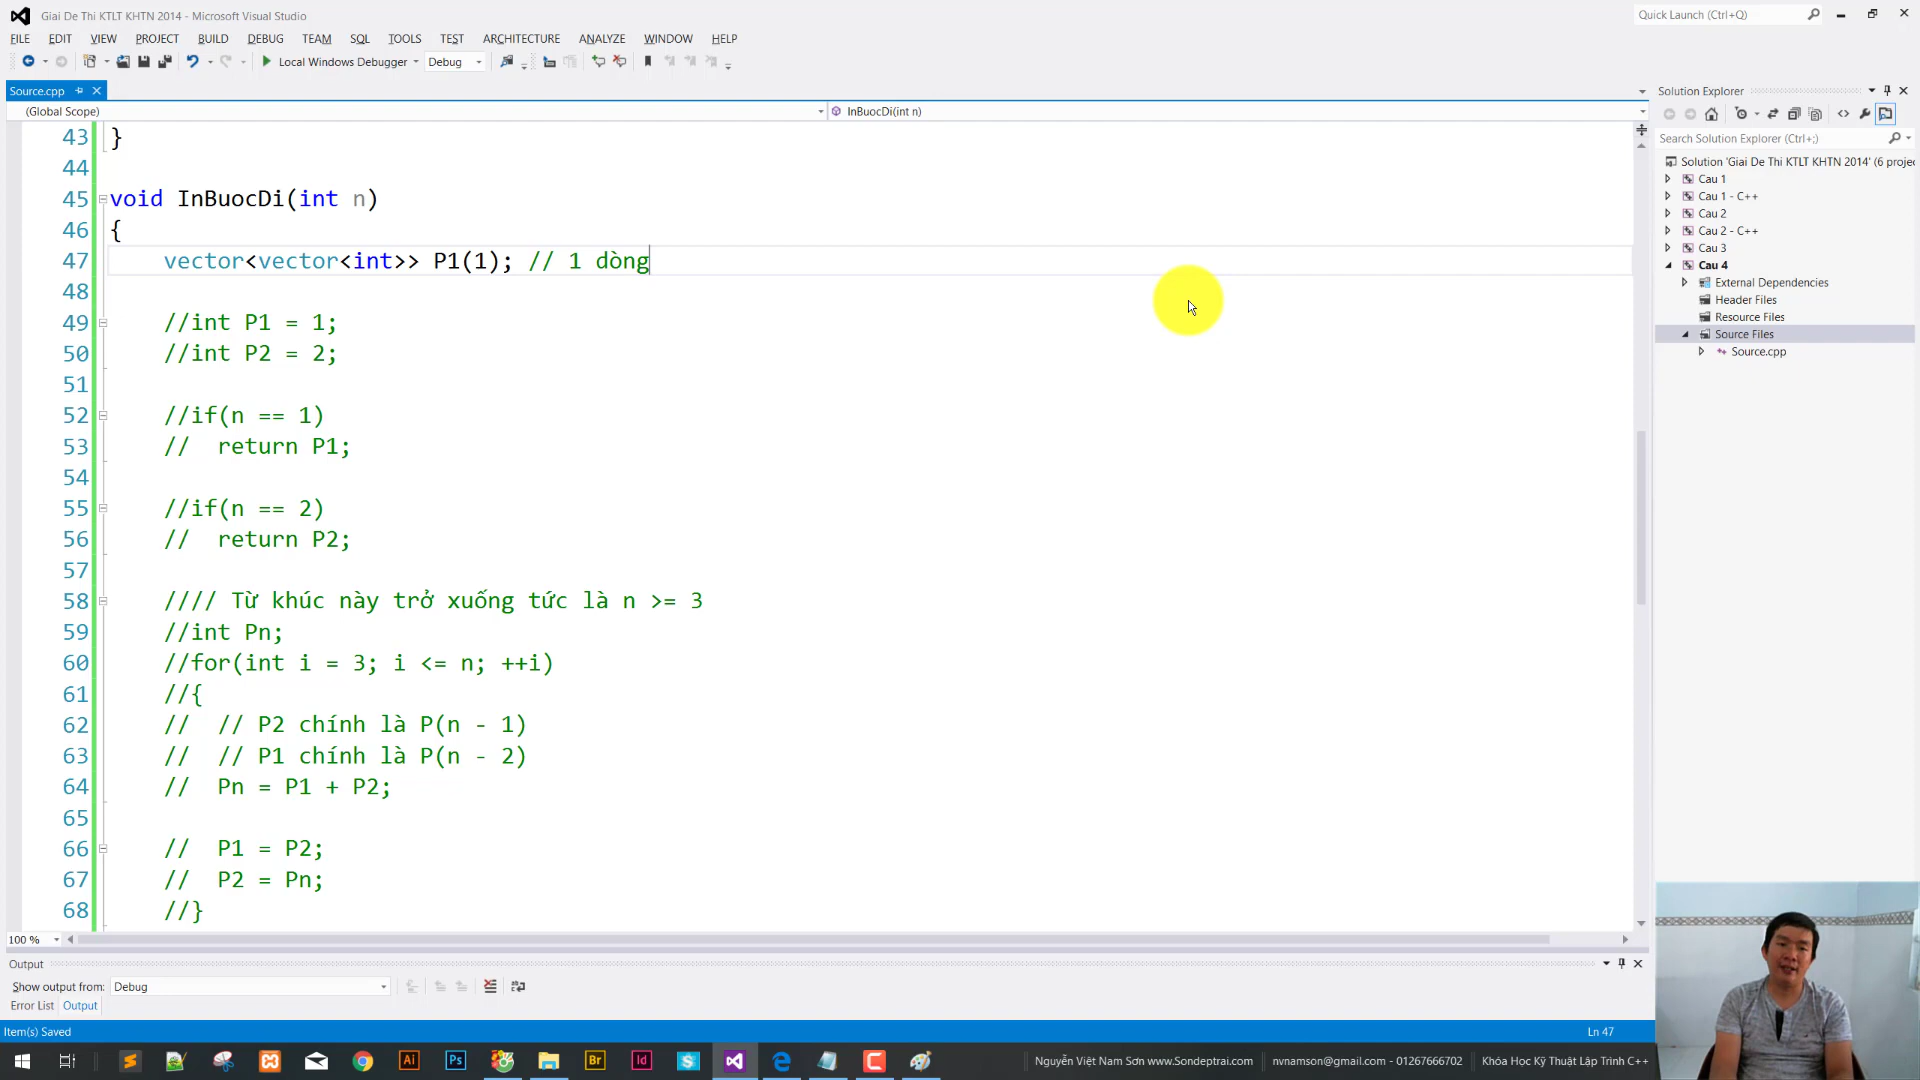 Giai De Thi KTLT KHTN 2014 - Microsoft Visual Studio
Quick Launch (Ctrl+Q)
FILE EDIT VIEW PROJECT BUILD DEBUG TEAM SQL TOOLS TEST ARCHITECTURE ANALYZE WINDOW HELP
Local Windows Debugger Debug
Source.cpp
Solution Explorer
(Global Scope) InBuocDi(int n)
Search Solution Explorer (Ctrl+;)
Solution 'Giai De Thi KTLT KHTN 2014' (6 projec
Cau 1
Cau 1 - C++
Cau 2
Cau 2 - C++
Cau 3
Cau 4
External Dependencies
Header Files
Resource Files
Source Files
Source.cpp
43 }
44
45 void InBuocDi(int n)
46 {
47 vector<vector<int>> P1(1); // 1 dòng
48
49 //int P1 = 1;
50 //int P2 = 2;
51
52 //if(n == 1)
53 // return P1;
54
55 //if(n == 2)
56 // return P2;
57
58 //// Từ khúc này trở xuống tức là n >= 3
59 //int Pn;
60 //for(int i = 3; i <= n; ++i)
61 //{
62 // // P2 chính là P(n - 1)
63 // // P1 chính là P(n - 2)
64 // Pn = P1 + P2;
65
66 // P1 = P2;
67 // P2 = Pn;
68 //}
100 %
Output
Show output from: Debug
Error List Output
Item(s) Saved Ln 47
Ai Ps Br Id S
Nguyễn Việt Nam Sơn www.Sondeptrai.com nvnamson@gmail.com - 01267666702 Khóa Học Kỹ Thuật Lập Trình C++